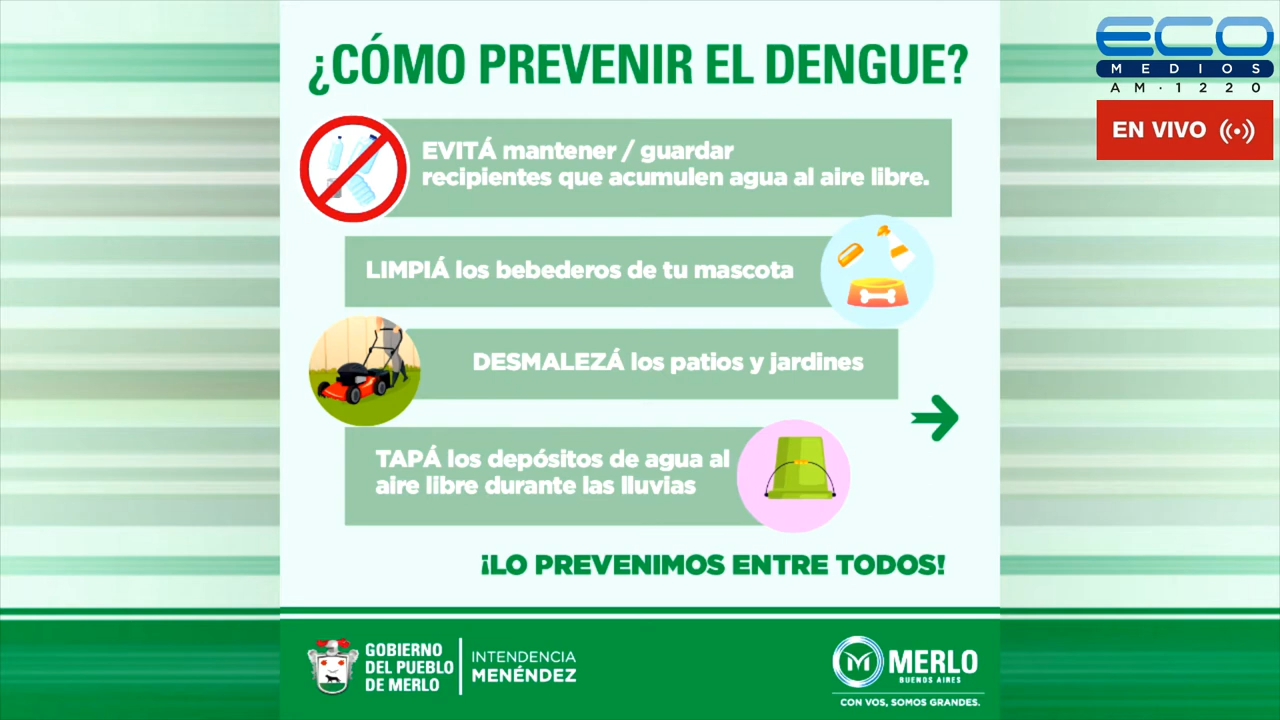 ¿CÓMO PREVENIR EL DENGUE?
ECO
MEDIOS
AM·1220
EN VIVO
EVITÁ mantener / guardar
recipientes que acumulen agua al aire libre.
LIMPIÁ los bebederos de tu mascota
DESMALEZÁ los patios y jardines
TAPÁ los depósitos de agua al
aire libre durante las lluvias
¡LO PREVENIMOS ENTRE TODOS!
GOBIERNO
DEL PUEBLO
DE MERLO
INTENDENCIA
MENÉNDEZ
MERLO
BUENOS AIRES
CON VOS, SOMOS GRANDES.